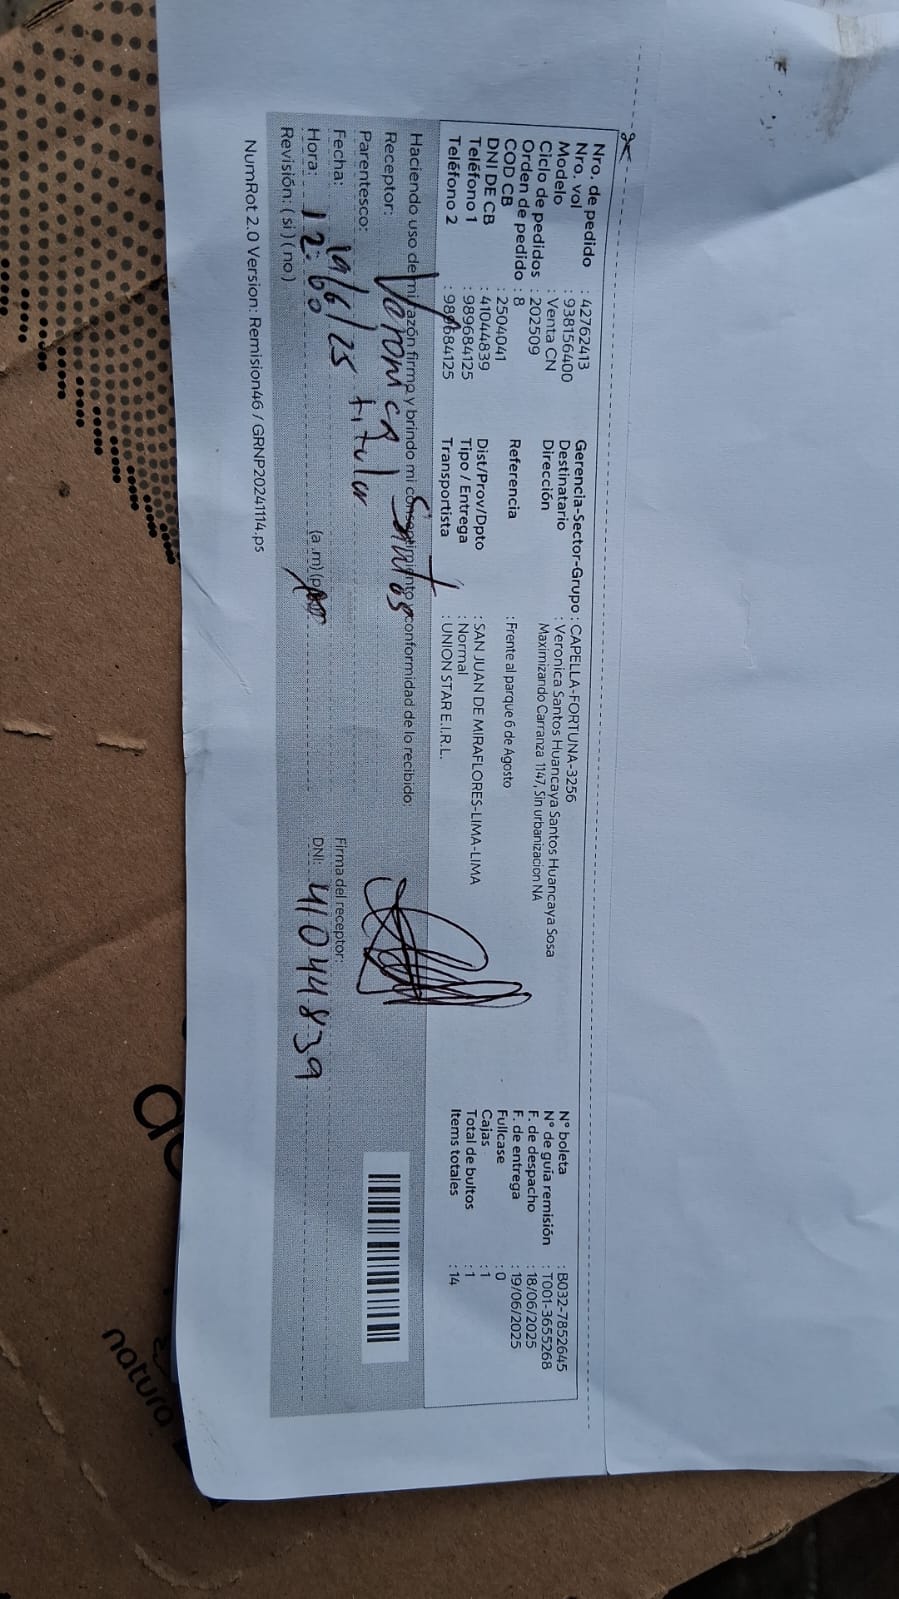 Nro. de pedido : 42762413
Nro. vol : 938156400
Modelo : Venta CN
Ciclo de pedidos : 202509
Orden de pedido : 8
COD CB : 2504041
DNI DE CB : 41044839
Teléfono 1 : 989684125
Teléfono 2 : 989684125
Gerencia-Sector-Grupo : CAPELLA-FORTUNA-3256
Destinatario : Veronica Santos Huancaya Santos Huancaya Sosa
Dirección Maximizando Carranza 1147, Sin urbanizacion NA
Referencia : Frente al parque 6 de Agosto
Dist/Prov/Dpto : SAN JUAN DE MIRAFLORES-LIMA-LIMA
Tipo / Entrega : Normal
Transportista : UNION STAR E.I.R.L.
N° boleta : B032-7852645
N° de guía remisión : T001-3655268
F. de despacho : 18/06/2025
F. de entrega : 19/06/2025
Fullcase : 0
Cajas : 1
Total de bultos : 1
Items totales : 14
Haciendo uso de mi razón firmo y brindo mi consentimiento y conformidad de lo recibido:
Receptor: Veronica Santos
Parentesco: titular
Fecha: 19/6/25
Hora: 12:00 (a .m) (p
Revisión: ( si ) ( no )
Firma del receptor:
DNI: 41044839
NumRot 2.0 Version: Remision46 / GRNP20241114.ps
natura